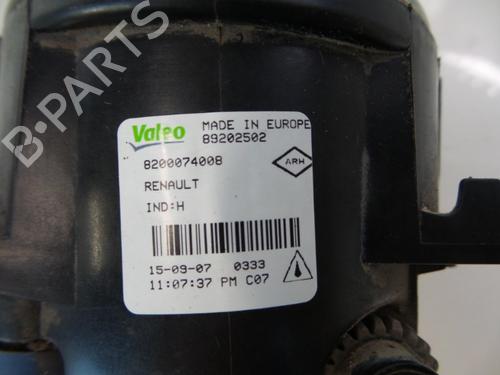 Valeo
MADE IN EUROPE
89202502
8200074008
ARH
RENAULT
IND:H
15-09-07 0333
11:07:37 PM C07
B-PARTS